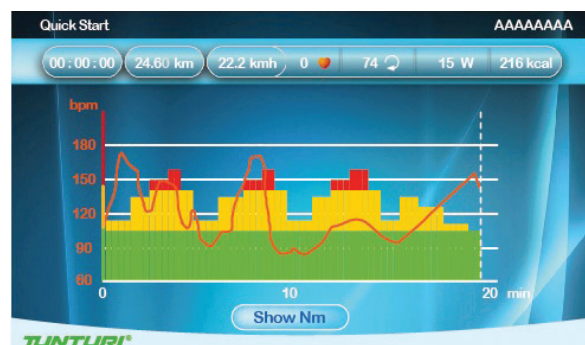 Quick Start AAAAAAAA
00:00:00 24.60 km 22.2 kmh 0 74 15 W 216 kcal
bpm
180
150
120
90
60
0 10 20 min
Show Nm
TUNTURI®